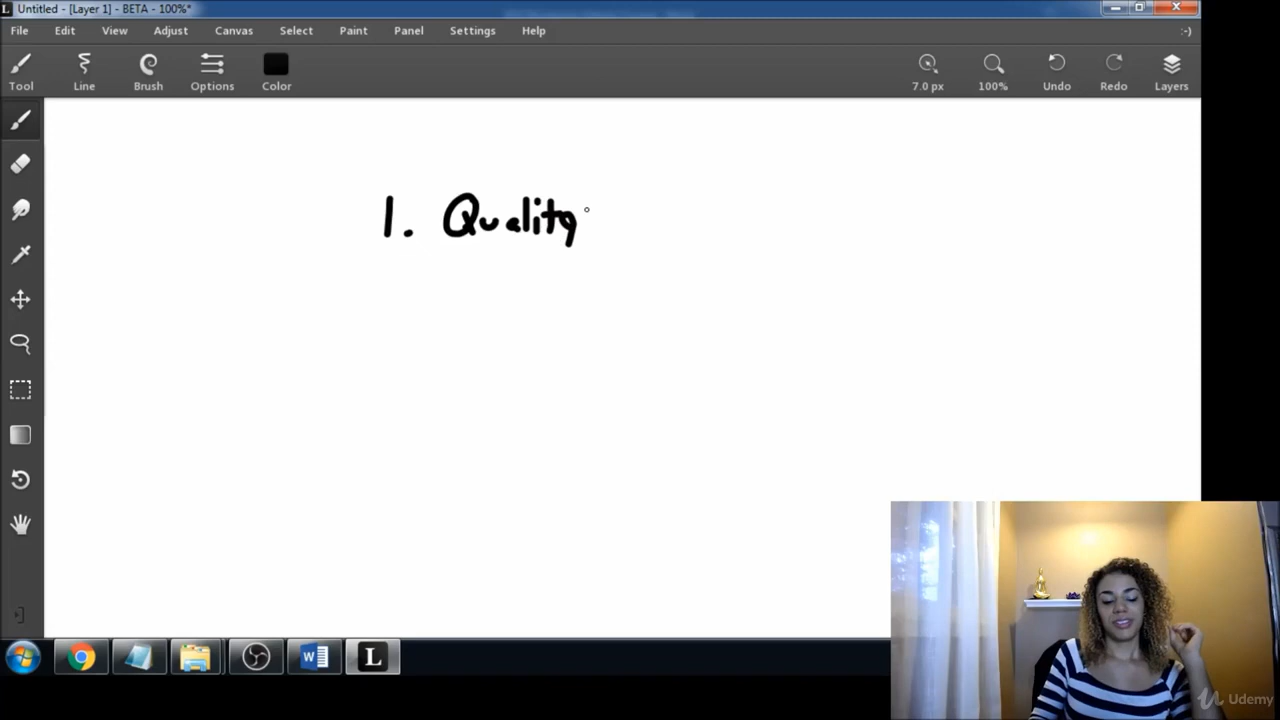 L Untitled - [Layer 1] - BETA - 100%*
File Edit View Adjust Canvas Select Paint Panel Settings Help :-)
Tool Line Brush Options Color 7.0 px 100% Undo Redo Layers
1. Quality
W L
Udemy